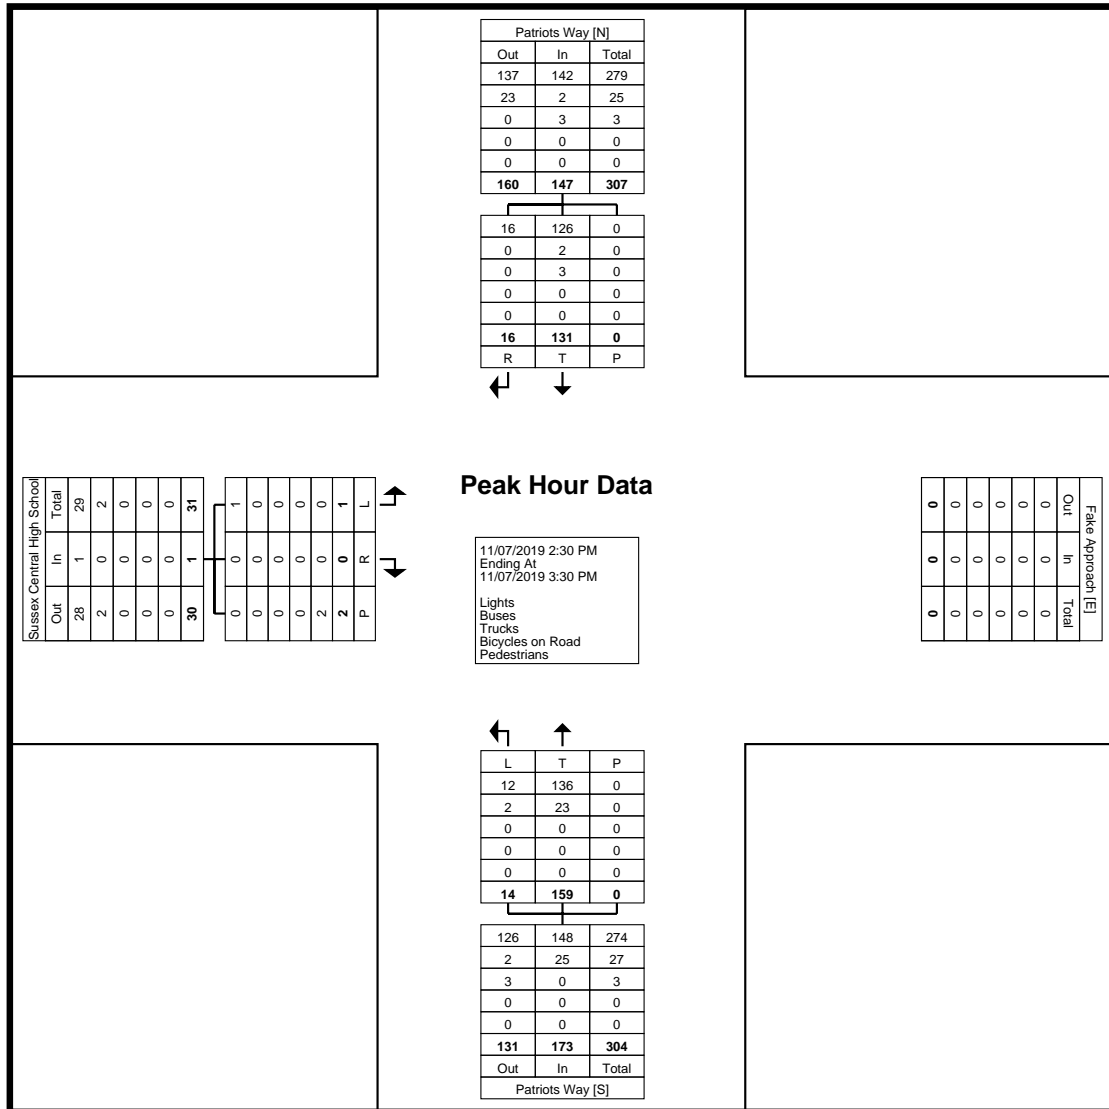 Patriots Way [N]
Out In Total
137 142 279
23 2 25
0 3 3
0 0 0
0 0 0
160 147 307
16 126 0
0 2 0
0 3 0
0 0 0
0 0 0
16 131 0
R T P
Sussex Central High School
Out In Total
28 1 29
2 0 2
0 0 0
0 0 0
0 0 0
30 1 31
0 0 1
0 0 0
0 0 0
0 0 0
2 0 0
2 0 1
P R L
Peak Hour Data
11/07/2019 2:30 PM
Ending At
11/07/2019 3:30 PM
Lights
Buses
Trucks
Bicycles on Road
Pedestrians
Fake Approach [E]
Out In Total
0 0 0
0 0 0
0 0 0
0 0 0
0 0 0
0 0 0
L T P
12 136 0
2 23 0
0 0 0
0 0 0
0 0 0
14 159 0
126 148 274
2 25 27
3 0 3
0 0 0
0 0 0
131 173 304
Out In Total
Patriots Way [S]